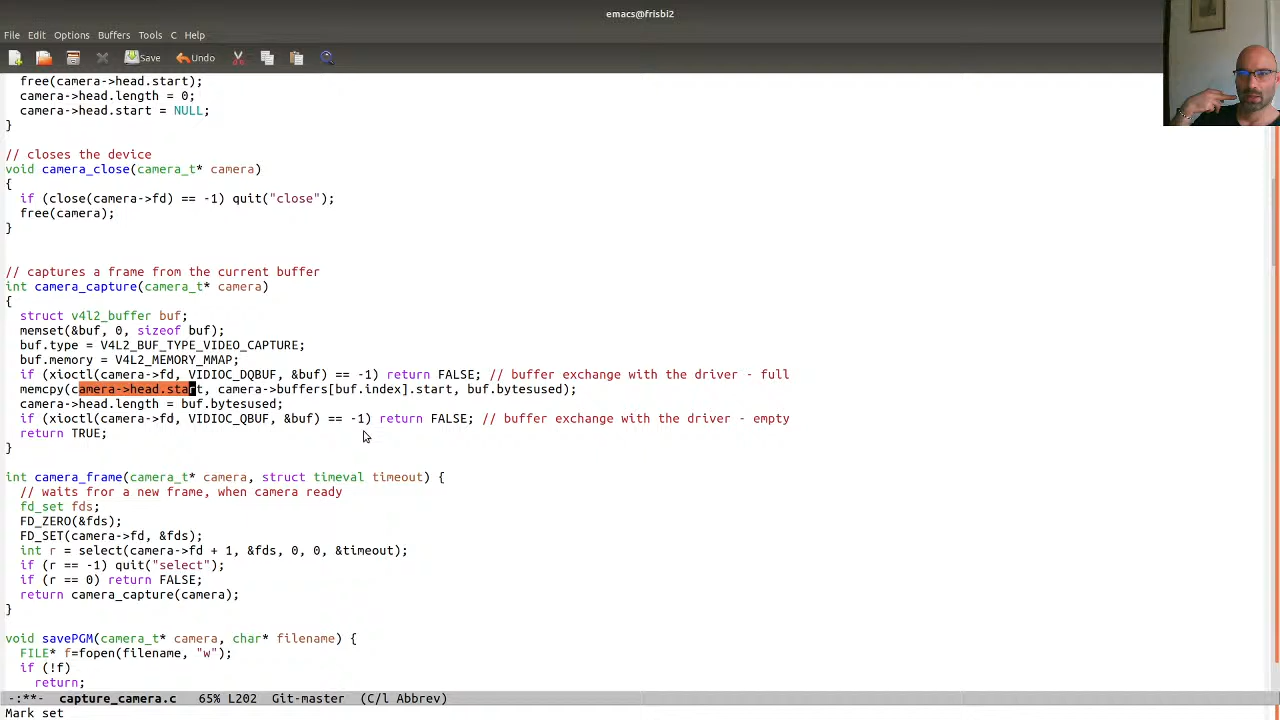 emacs@frisbi2
File Edit Options Buffers Tools C Help
Save Undo
free(camera->head.start);
camera->head.length = 0;
camera->head.start = NULL;
}
// closes the device
void camera_close(camera_t* camera)
{
if (close(camera->fd) == -1) quit("close");
free(camera);
}
// captures a frame from the current buffer
int camera_capture(camera_t* camera)
{
struct v4l2_buffer buf;
memset(&buf, 0, sizeof buf);
buf.type = V4L2_BUF_TYPE_VIDEO_CAPTURE;
buf.memory = V4L2_MEMORY_MMAP;
if (xioctl(camera->fd, VIDIOC_DQBUF, &buf) == -1) return FALSE; // buffer exchange with the driver - full
memcpy(camera->head.start, camera->buffers[buf.index].start, buf.bytesused);
camera->head.length = buf.bytesused;
if (xioctl(camera->fd, VIDIOC_QBUF, &buf) == -1) return FALSE; // buffer exchange with the driver - empty
return TRUE;
}
int camera_frame(camera_t* camera, struct timeval timeout) {
// waits fror a new frame, when camera ready
fd_set fds;
FD_ZERO(&fds);
FD_SET(camera->fd, &fds);
int r = select(camera->fd + 1, &fds, 0, 0, &timeout);
if (r == -1) quit("select");
if (r == 0) return FALSE;
return camera_capture(camera);
}
void savePGM(camera_t* camera, char* filename) {
FILE* f=fopen(filename, "w");
if (!f)
return;
-:**- capture_camera.c 65% L202 Git-master (C/l Abbrev)
Mark set